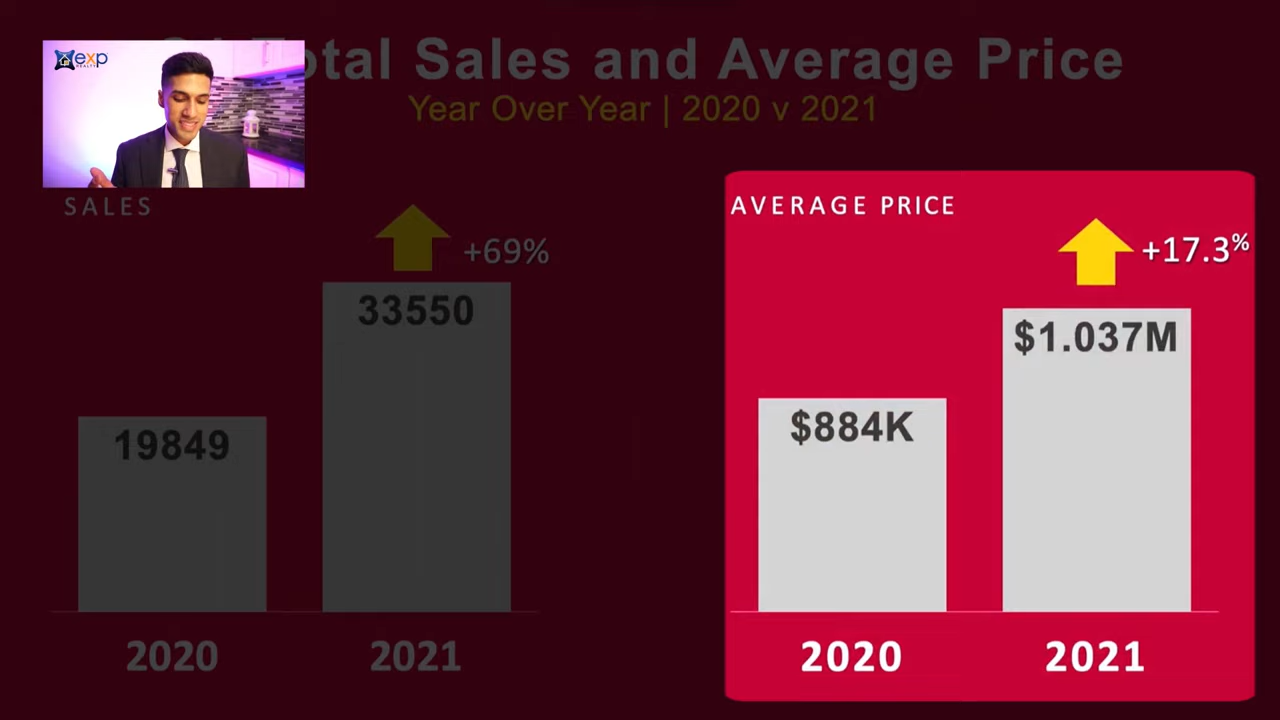 exp
REALTY
Total Sales and Average Price
Year Over Year | 2020 v 2021
SALES
+69%
33550
19849
2020
2021
AVERAGE PRICE
+17.3%
$1.037M
$884K
2020
2021